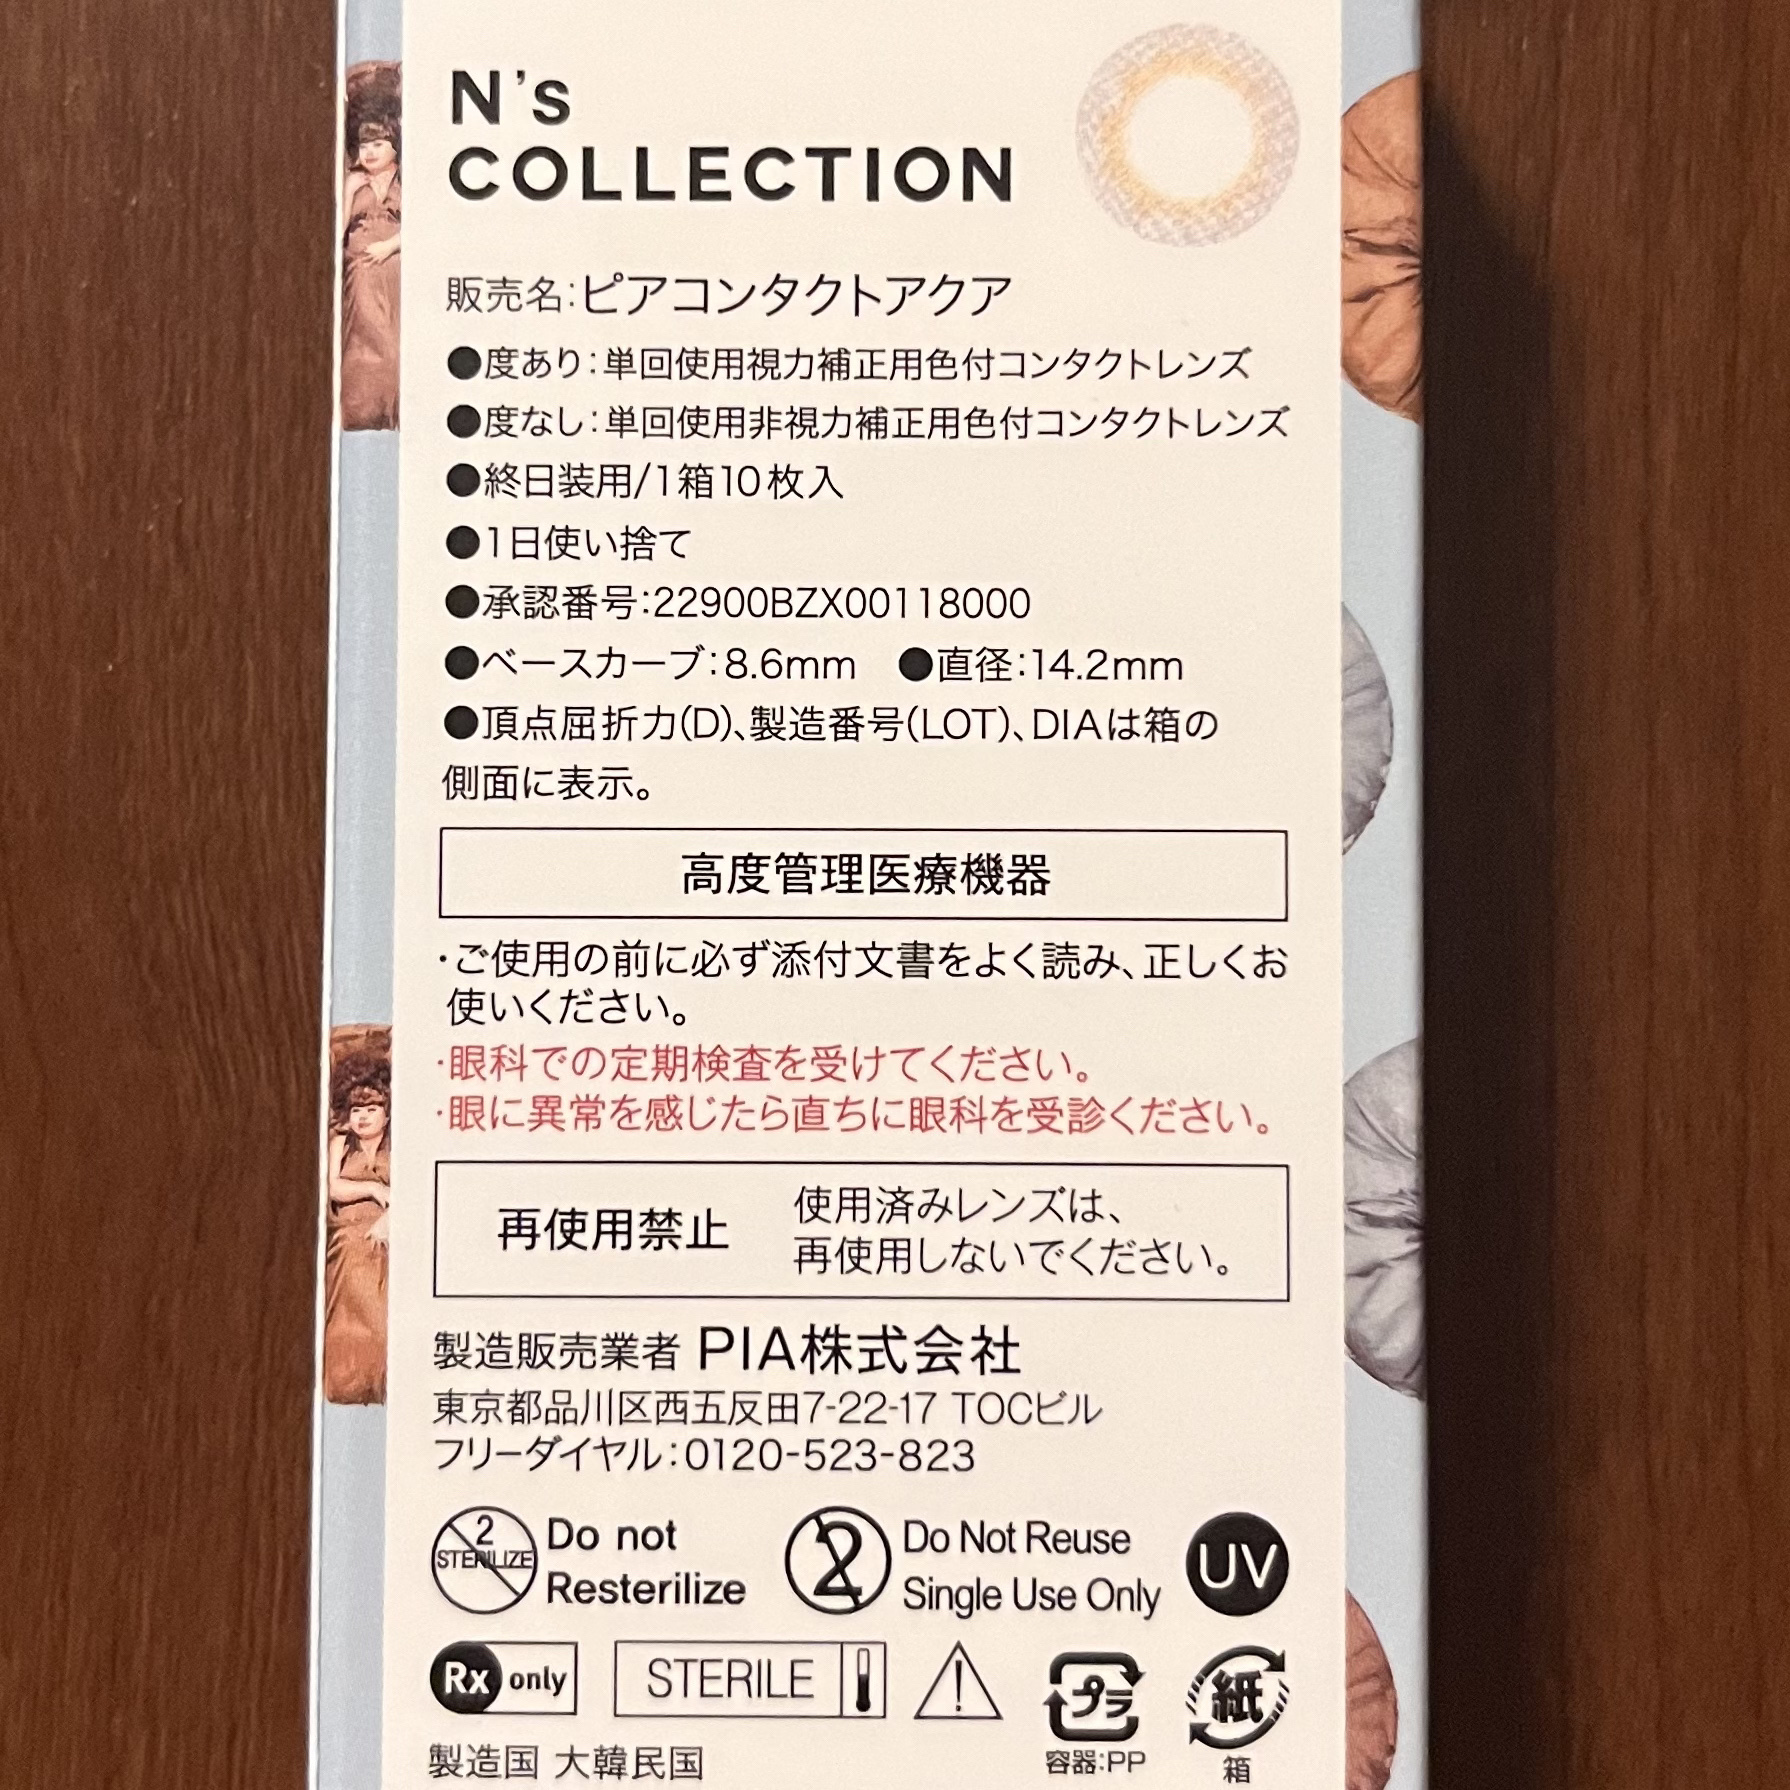 N's
COLLECTION
販売名:ピアコンタクトアクア
●度あり:単回使用視力補正用色付コンタクトレンズ
●度なし:単回使用非視力補正用色付コンタクトレンズ
●終日装用/1箱10枚入
●1日使い捨て
●承認番号:22900BZX00118000
●ベースカーブ:8.6mm ●直径:14.2mm
●頂点屈折力(D)、製造番号(LOT)、DIAは箱の
側面に表示。
高度管理医療機器
・ご使用の前に必ず添付文書をよく読み、正しくお
使いください。
・眼科での定期検査を受けてください。
・眼に異常を感じたら直ちに眼科を受診ください。
再使用禁止
使用済みレンズは、
再使用しないでください。
製造販売業者 PIA株式会社
東京都品川区西五反田7-22-17 TOCビル
フリーダイヤル:0120-523-823
2
STERILIZE
Do not
Resterilize
2
Do Not Reuse
Single Use Only
UV
Rx only
STERILE
プラ
紙
容器:PP
箱
製造国 大韓民国